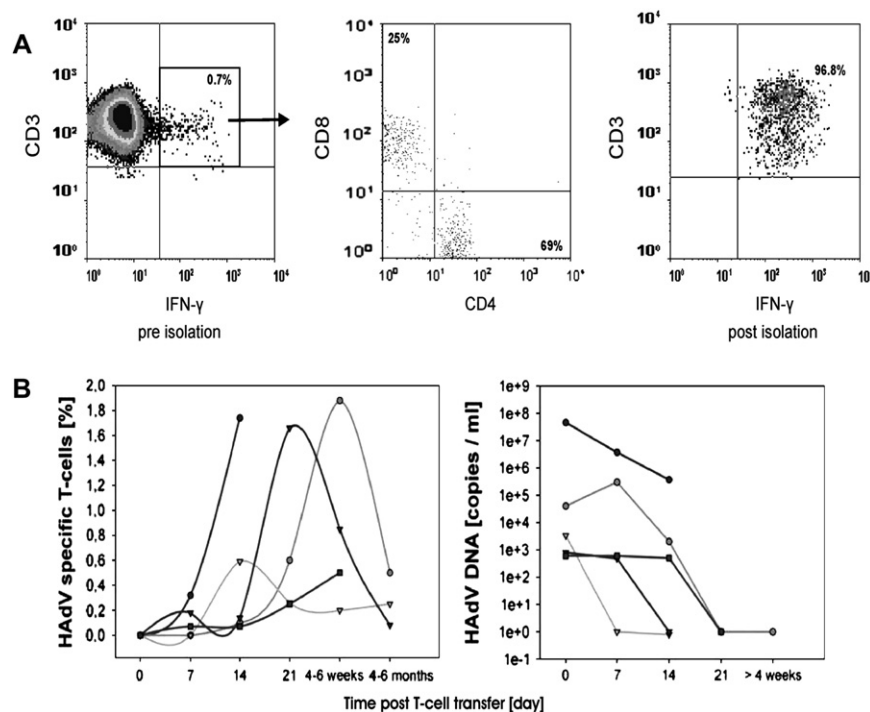 A
10⁴
10³
10²
10¹
10⁰
CD3
0.7%
10⁰ 10¹ 10² 10³ 10⁴
IFN-γ
pre isolation
10⁴
10³
10²
10¹
10⁰
CD8
25%
69%
10⁰ 10¹ 10² 10³ 10⁴
CD4
10⁴
10³
10²
10¹
10⁰
CD3
96.8%
10⁰ 10¹ 10² 10³ 10
IFN-γ
post isolation
B
HAdV specific T-cells [%]
2,0
1,8
1,6
1,4
1,2
1,0
0.8
0.6
0.4
0.2
0.0
0 7 14 21 4-6 weeks 4-6 months
HAdV DNA [copies / ml]
1e+9
1e+8
1e+7
1e+6
1e+5
1e+4
1e+3
1e+2
1e+1
1e+0
1e-1
0 7 14 21 > 4 weeks
Time post T-cell transfer [day]